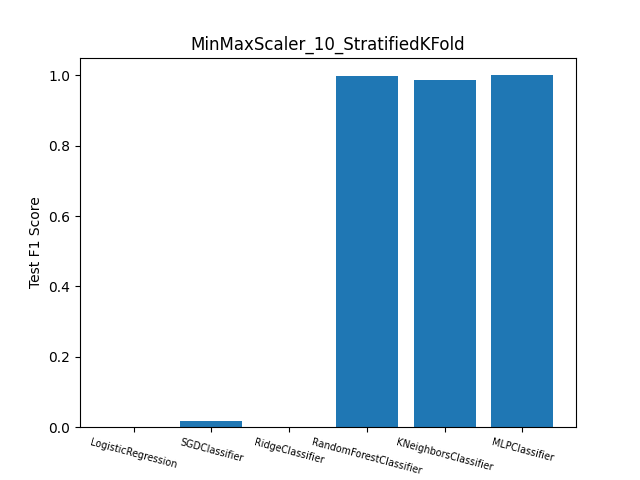 MinMaxScaler_10_StratifiedKFold
Test F1 Score
1.0
0.8
0.6
0.4
0.2
0.0
LogisticRegression
SGDClassifier
RidgeClassifier
RandomForestClassifier
KNeighborsClassifier
MLPClassifier